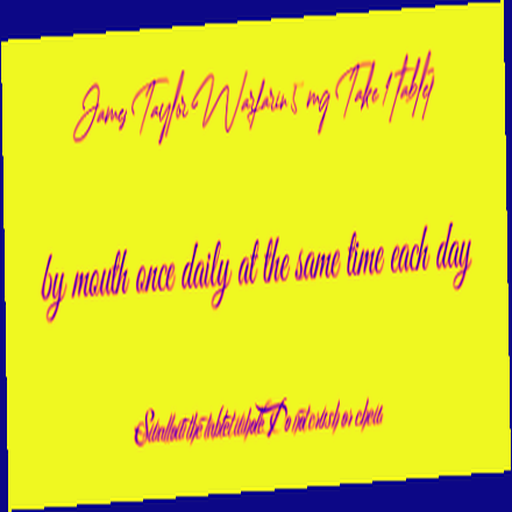 James Taylor Warfarin 5 mg Take 1 tablet
by mouth once daily at the same time each day
Swallow the tablet whole Do not crush or chew